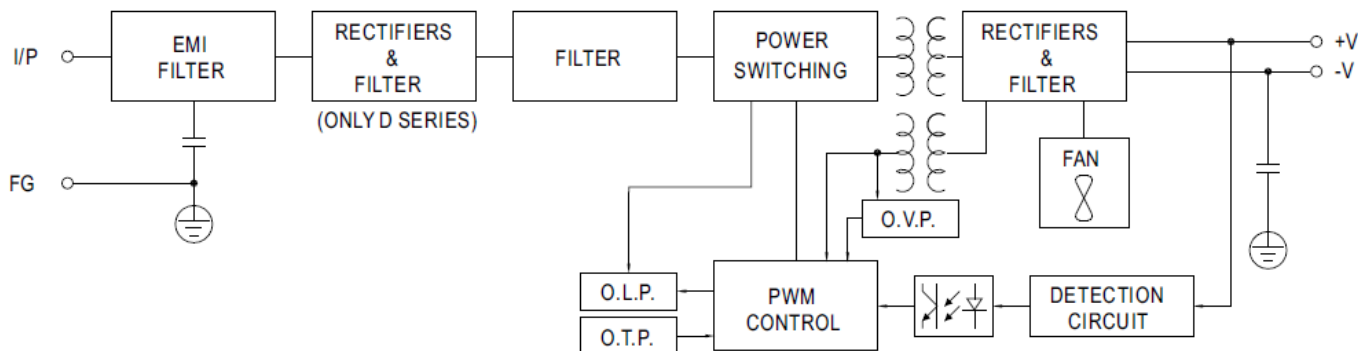 I/P
EMI
FILTER
RECTIFIERS
&
FILTER
(ONLY D SERIES)
FILTER
POWER
SWITCHING
RECTIFIERS
&
FILTER
+V
-V
FG
FAN
O.V.P.
O.L.P.
O.T.P.
PWM
CONTROL
DETECTION
CIRCUIT